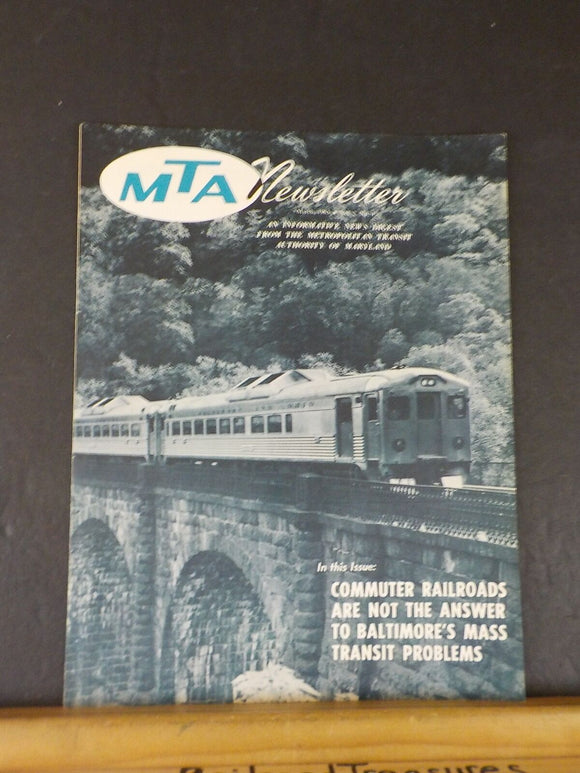 MTA Newsletter
AN INFORMATIVE NEWS DIGEST
FROM THE METROPOLITAN TRANSIT
AUTHORITY OF MARYLAND
In this Issue:
COMMUTER RAILROADS
ARE NOT THE ANSWER
TO BALTIMORE'S MASS
TRANSIT PROBLEMS